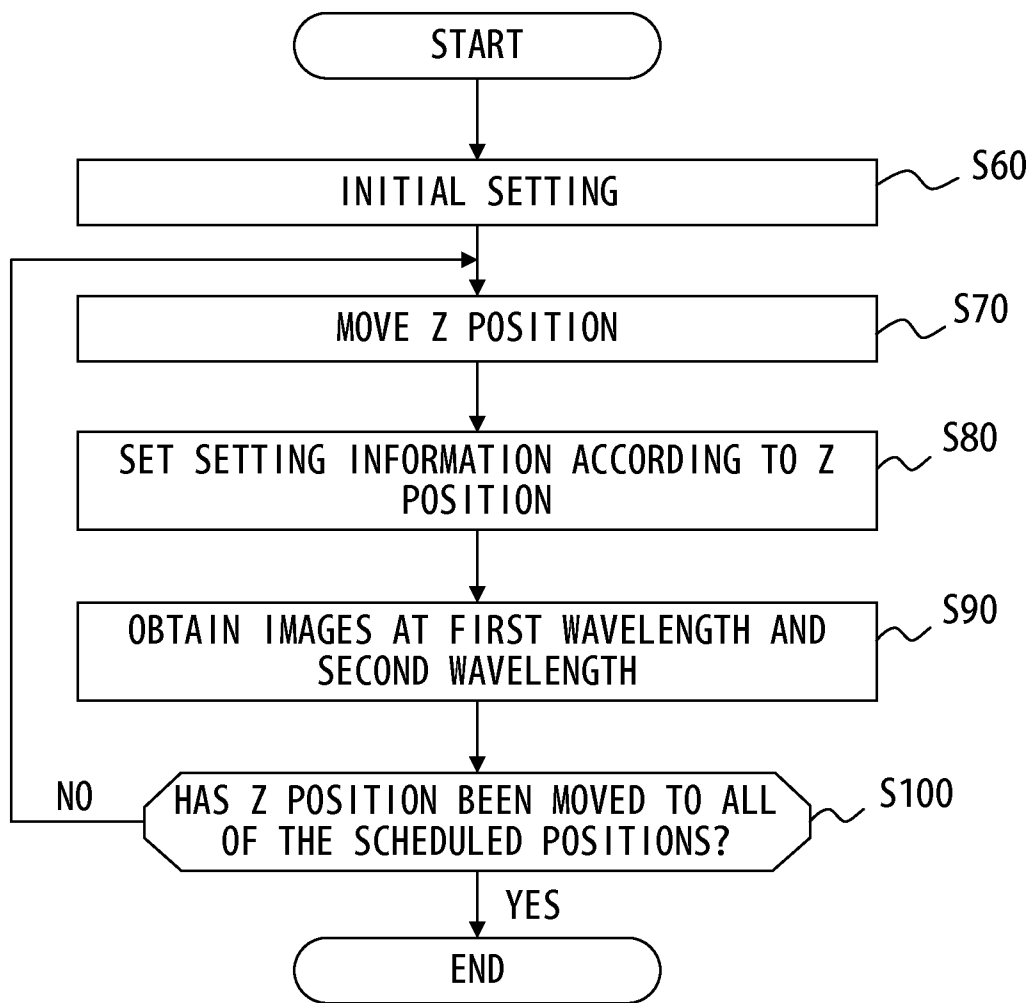 START
INITIAL SETTING
S60
MOVE Z POSITION
S70
SET SETTING INFORMATION ACCORDING TO Z
POSITION
S80
OBTAIN IMAGES AT FIRST WAVELENGTH AND
SECOND WAVELENGTH
S90
HAS Z POSITION BEEN MOVED TO ALL
OF THE SCHEDULED POSITIONS?
S100
NO
YES
END